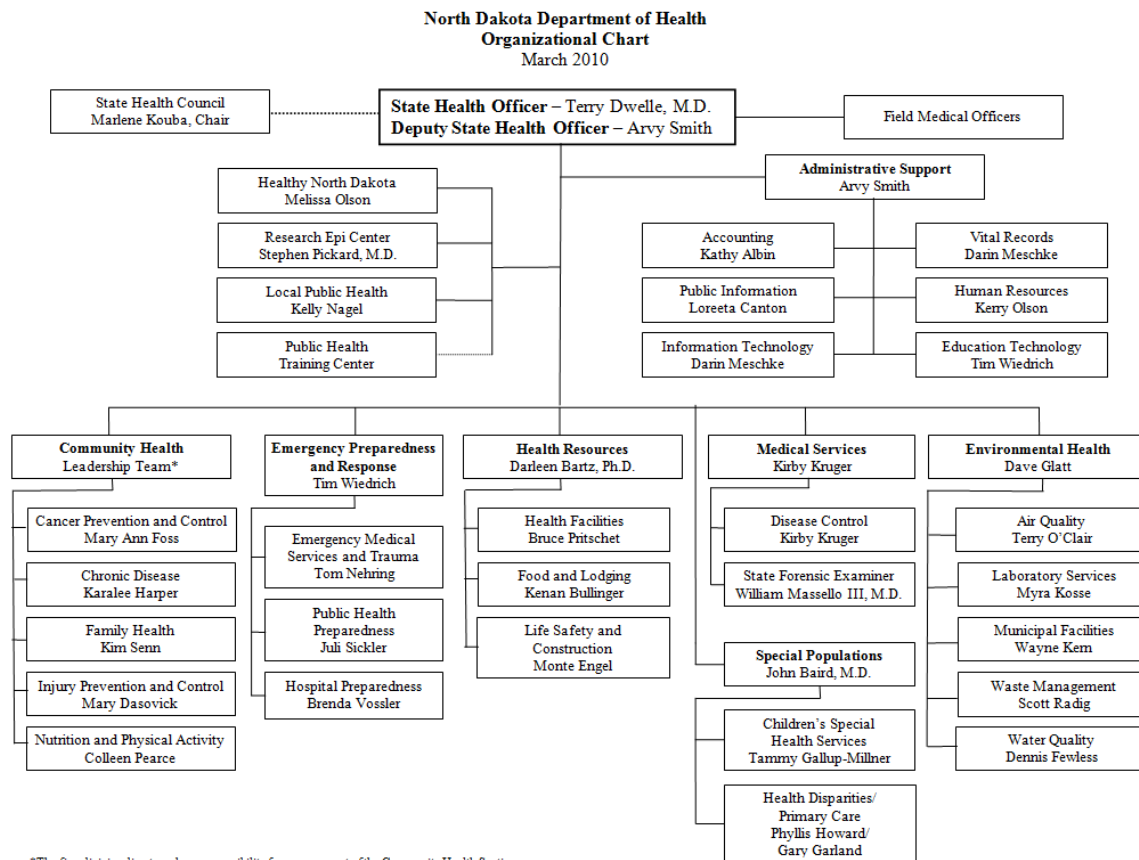 North Dakota Department of Health
Organizational Chart
March 2010
State Health Council
Marlene Kouba, Chair
State Health Officer – Terry Dwelle, M.D.
Deputy State Health Officer – Arvy Smith
Field Medical Officers
Administrative Support
Arvy Smith
Healthy North Dakota
Melissa Olson
Research Epi Center
Stephen Pickard, M.D.
Local Public Health
Kelly Nagel
Public Health
Training Center
Accounting
Kathy Albin
Vital Records
Darin Meschke
Public Information
Loreeta Canton
Human Resources
Kerry Olson
Information Technology
Darin Meschke
Education Technology
Tim Wiedrich
Community Health
Leadership Team*
Cancer Prevention and Control
Mary Ann Foss
Chronic Disease
Karalee Harper
Family Health
Kim Senn
Injury Prevention and Control
Mary Dasovick
Nutrition and Physical Activity
Colleen Pearce
Emergency Preparedness
and Response
Tim Wiedrich
Emergency Medical
Services and Trauma
Tom Nehring
Public Health
Preparedness
Juli Sickler
Hospital Preparedness
Brenda Vossler
Health Resources
Darleen Bartz, Ph.D.
Health Facilities
Bruce Pritschet
Food and Lodging
Kenan Bullinger
Life Safety and
Construction
Monte Engel
Medical Services
Kirby Kruger
Disease Control
Kirby Kruger
State Forensic Examiner
William Massello III, M.D.
Special Populations
John Baird, M.D.
Children's Special
Health Services
Tammy Gallup-Millner
Health Disparities/
Primary Care
Phyllis Howard/
Gary Garland
Environmental Health
Dave Glatt
Air Quality
Terry O'Clair
Laboratory Services
Myra Kosse
Municipal Facilities
Wayne Kern
Waste Management
Scott Radig
Water Quality
Dennis Fewless